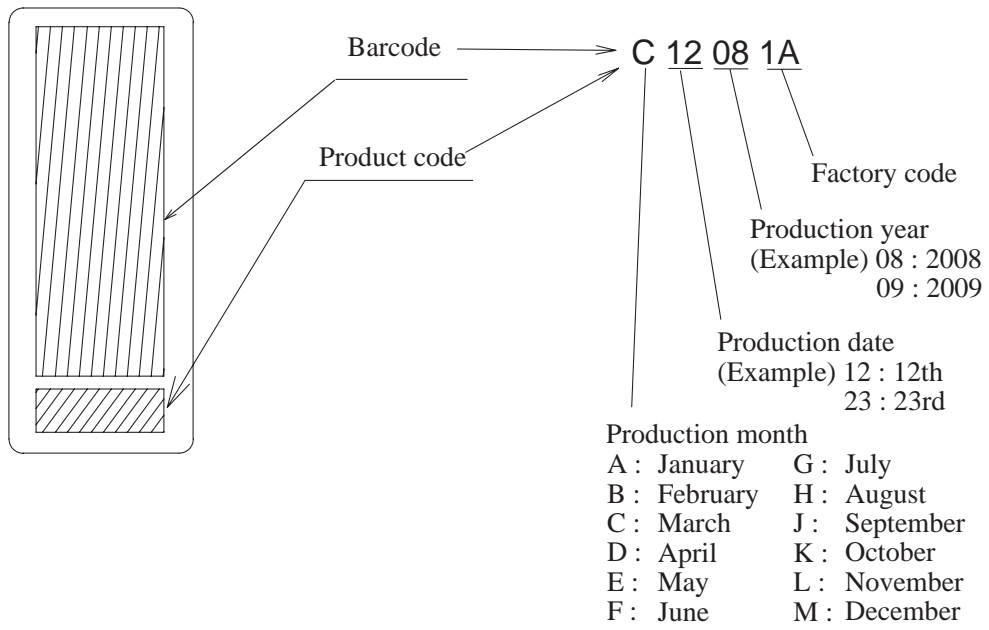 Barcode
C 12 08 1A
Product code
Factory code
Production year
(Example) 08 : 2008
09 : 2009
Production date
(Example) 12 : 12th
23 : 23rd
Production month
A : January G : July
B : February H : August
C : March J : September
D : April K : October
E : May L : November
F : June M : December